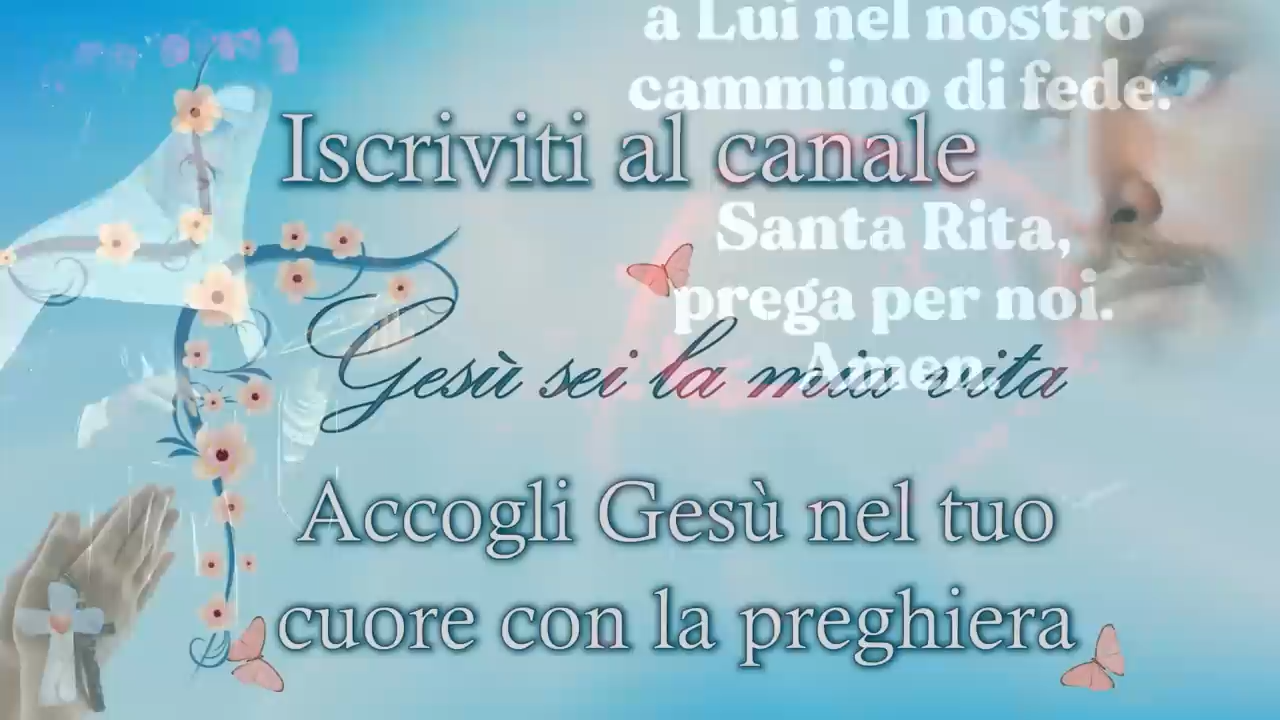 a Lui nel nostro
cammino di fede.
Iscriviti al canale
Santa Rita,
prega per noi.
Amen.
Gesù sei la mia vita
Accogli Gesù nel tuo
cuore con la preghiera